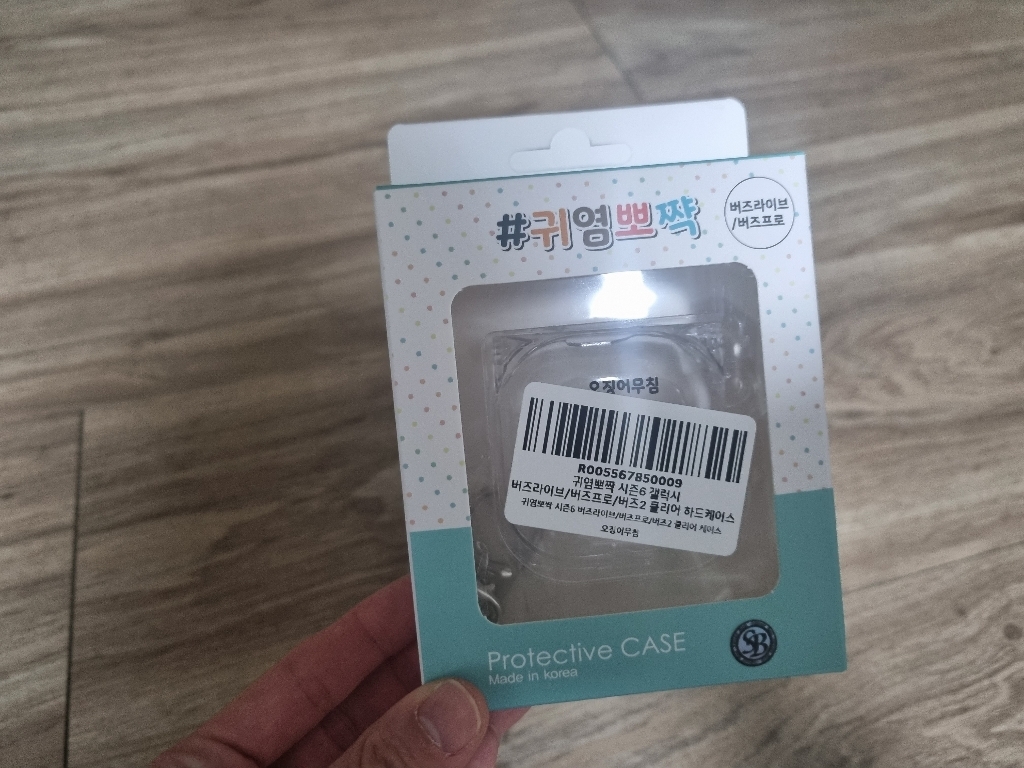 #귀염뽀짝
버즈라이브
/버즈프로
오징어무침
R005567850009
귀염뽀짝 시즌6 갤럭시
버즈라이브/버즈프로/버즈2 클리어 하드케이스
귀염뽀짝 시즌6 버즈라이브/버즈프로/버즈2 클리어 케이스
오징어무침
Protective CASE
Made in korea
SB